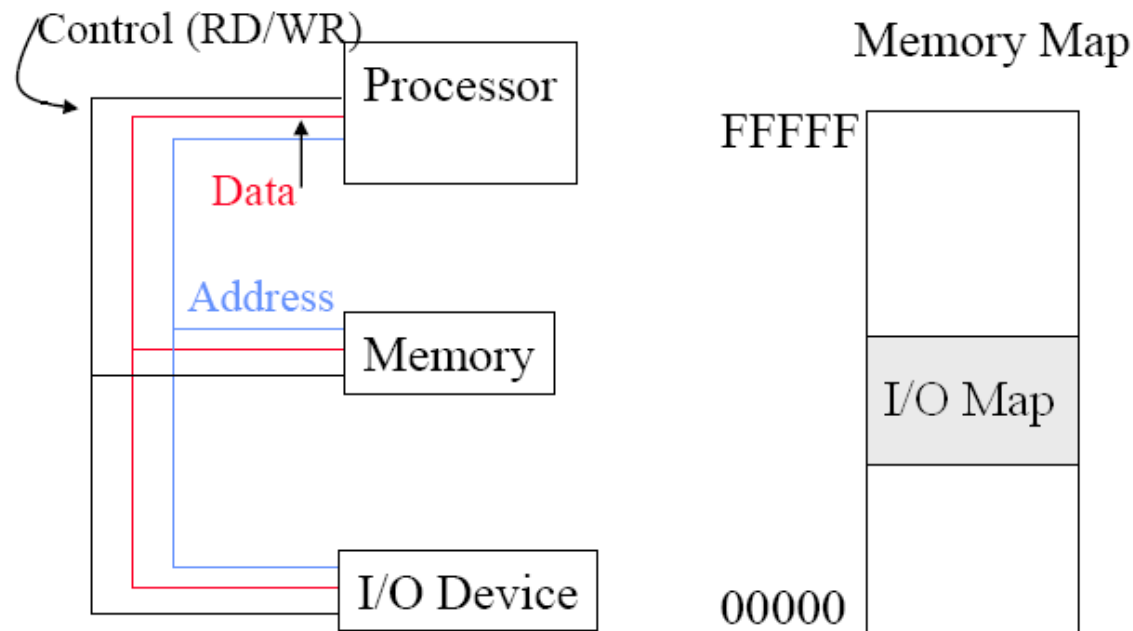 Control (RD/WR)
Processor
Data
Address
Memory
I/O Device
Memory Map
FFFFF
I/O Map
00000